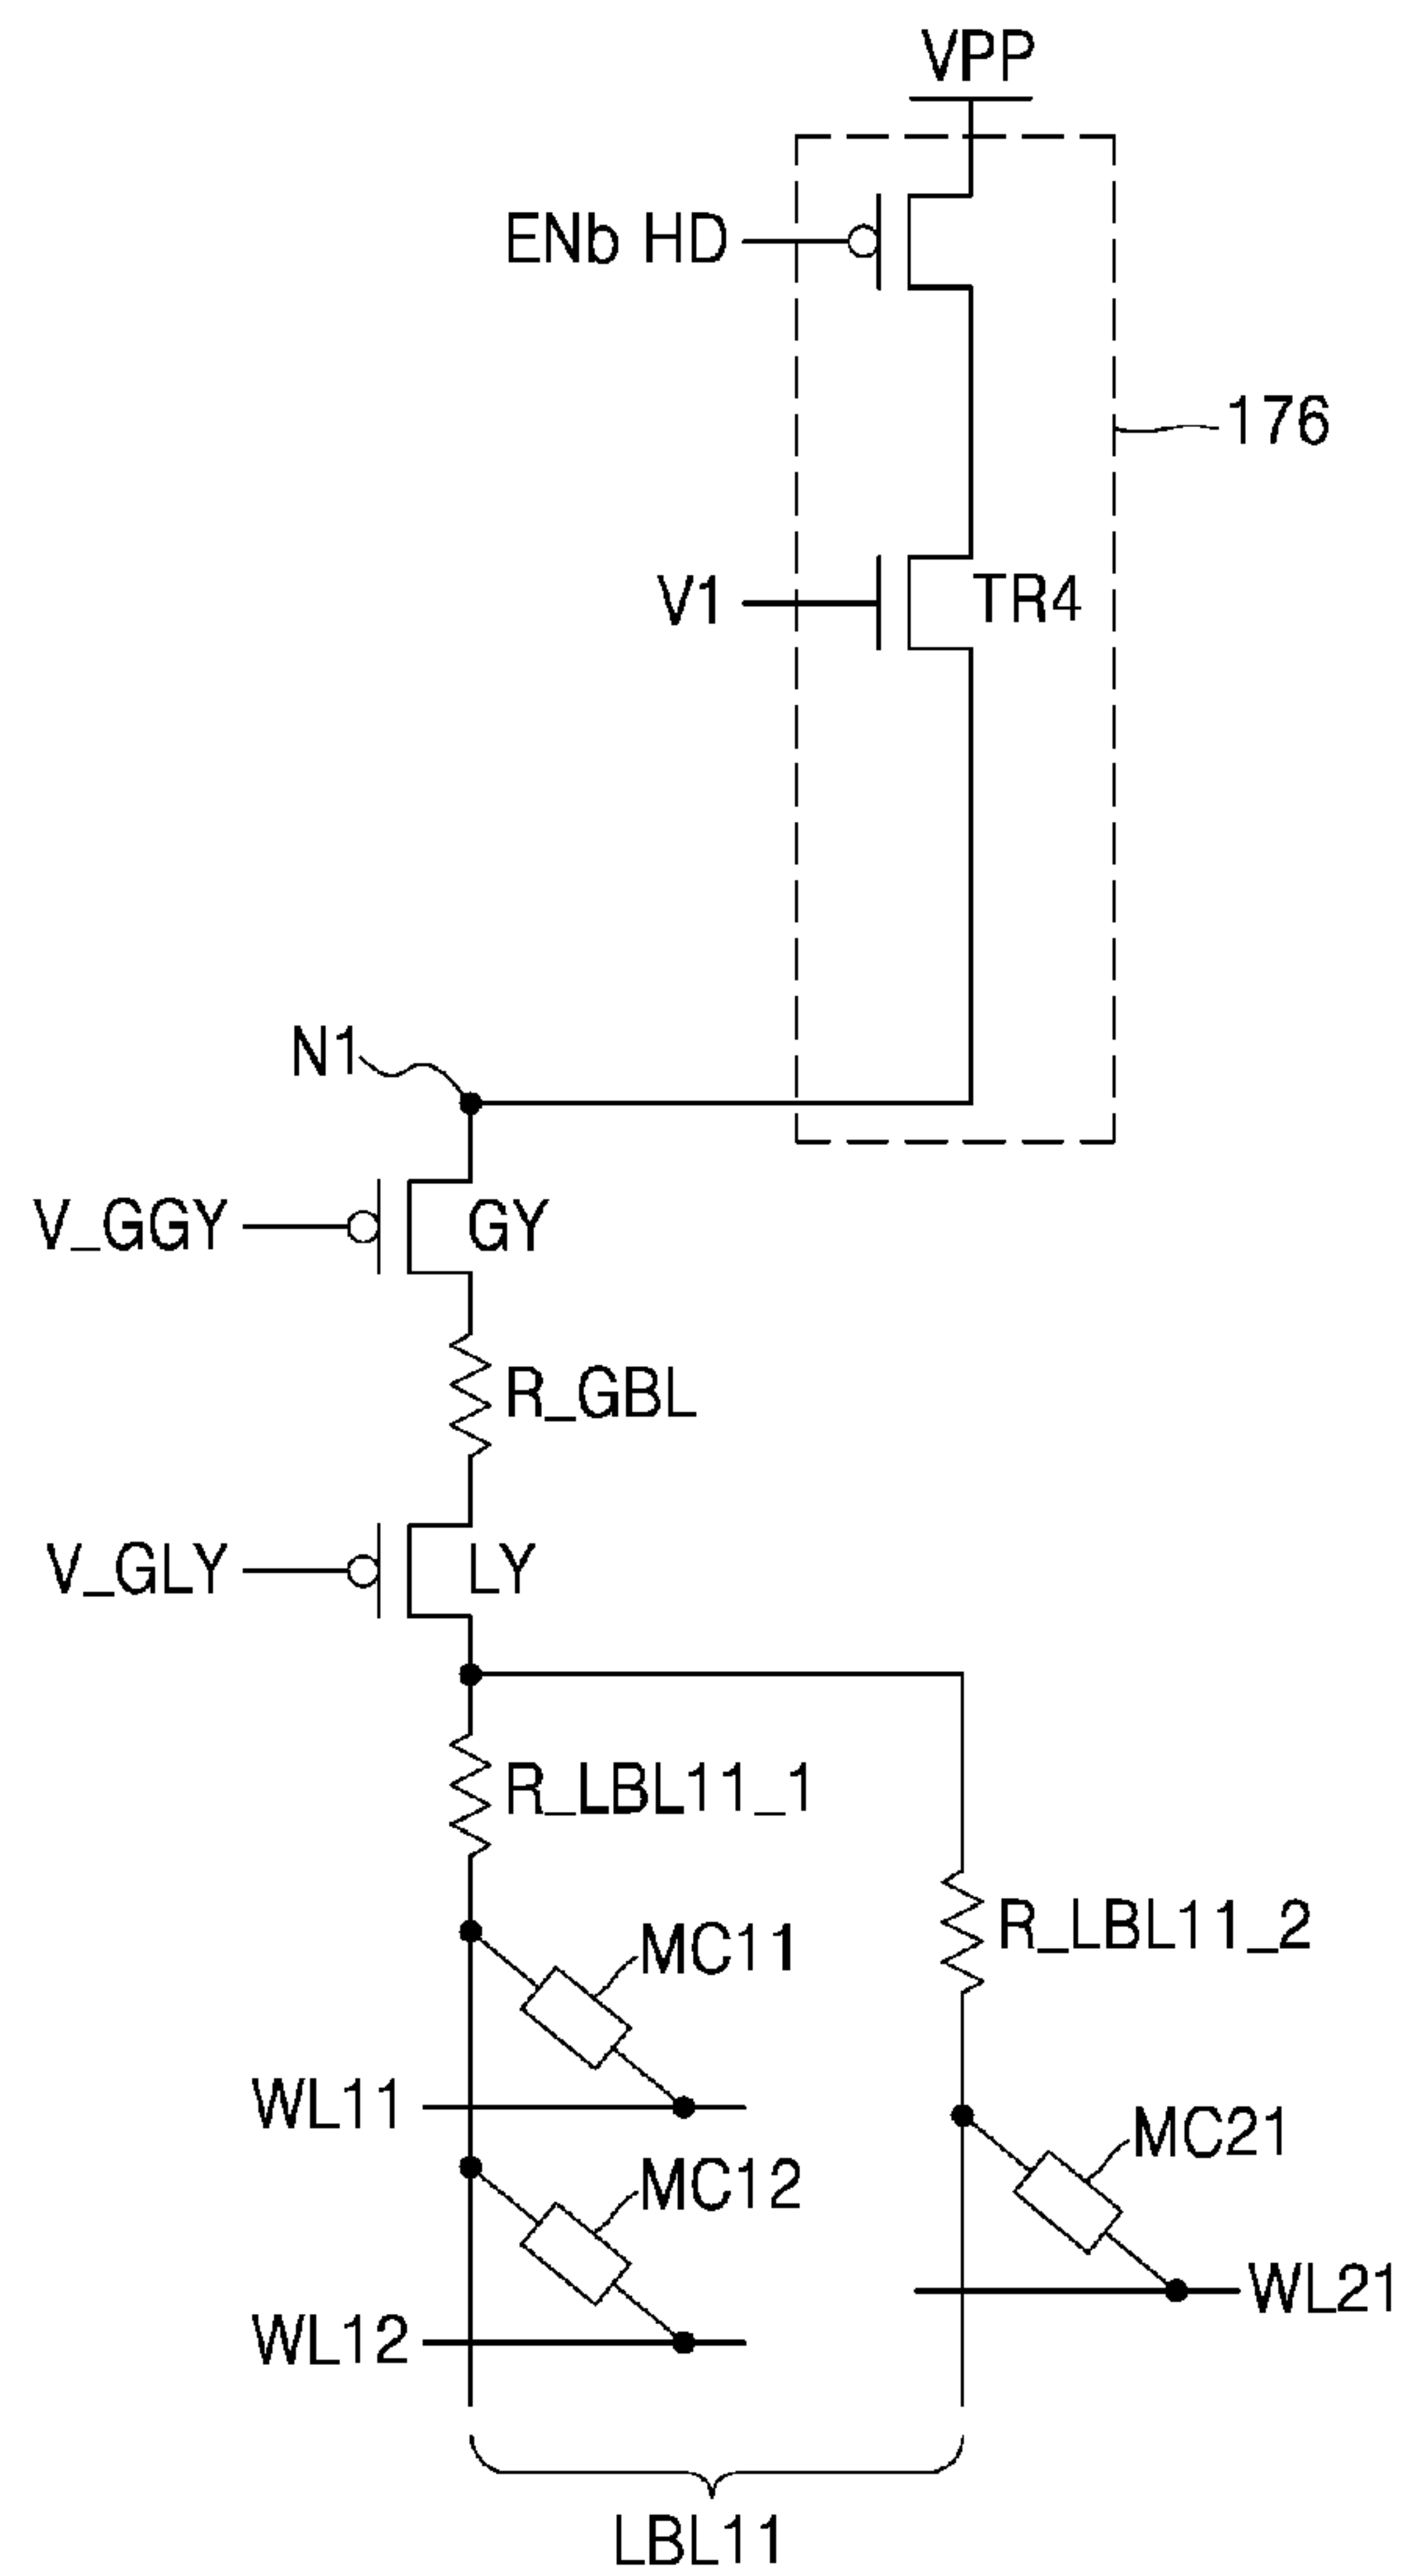 VPP
ENb HD
176
V1
TR4
N1
V_GGY
GY
R_GBL
V_GLY
LY
R_LBL11_1
R_LBL11_2
MC11
WL11
MC21
MC12
WL21
WL12
LBL11